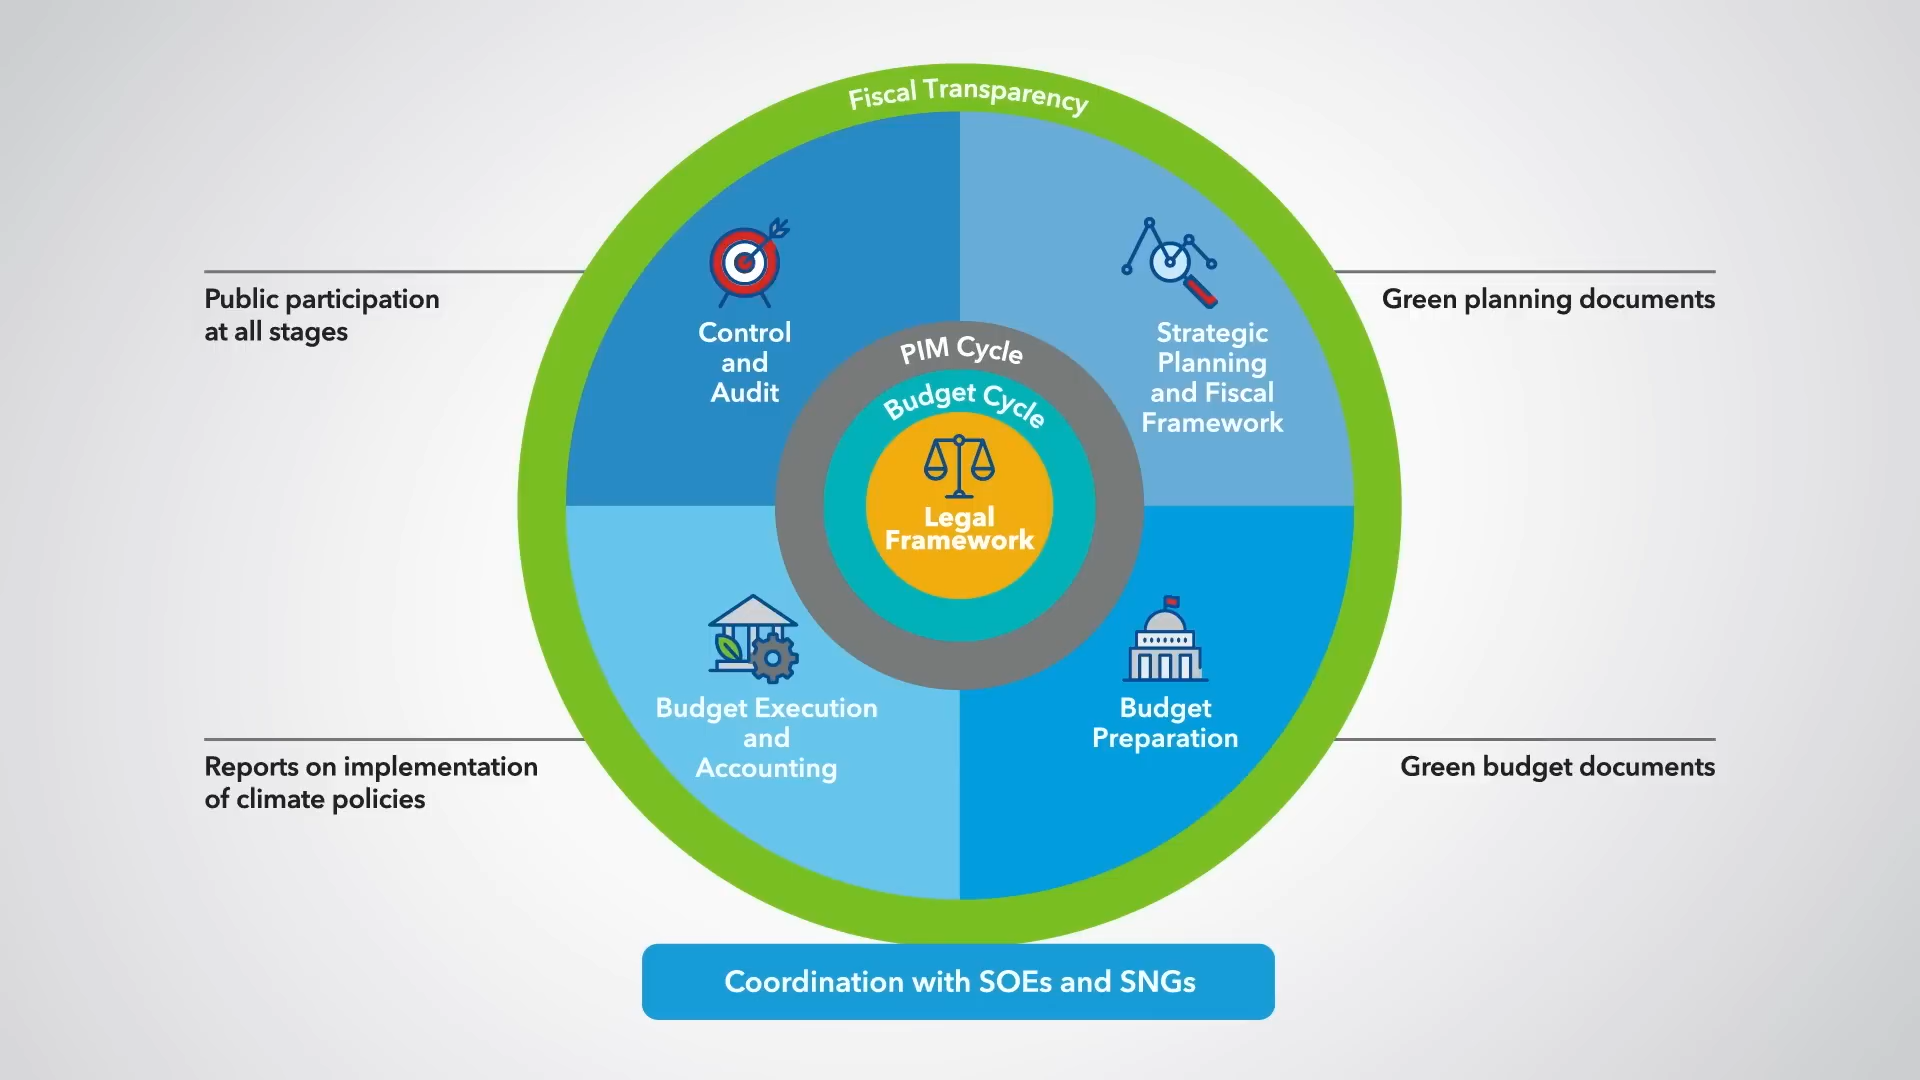 Fiscal Transparency
Public participation
at all stages
Control
and
Audit
Strategic
Planning
and Fiscal
Framework
Green planning documents
PIM Cycle
Budget Cycle
Legal
Framework
Reports on implementation
of climate policies
Budget Execution
and
Accounting
Budget
Preparation
Green budget documents
Coordination with SOEs and SNGs